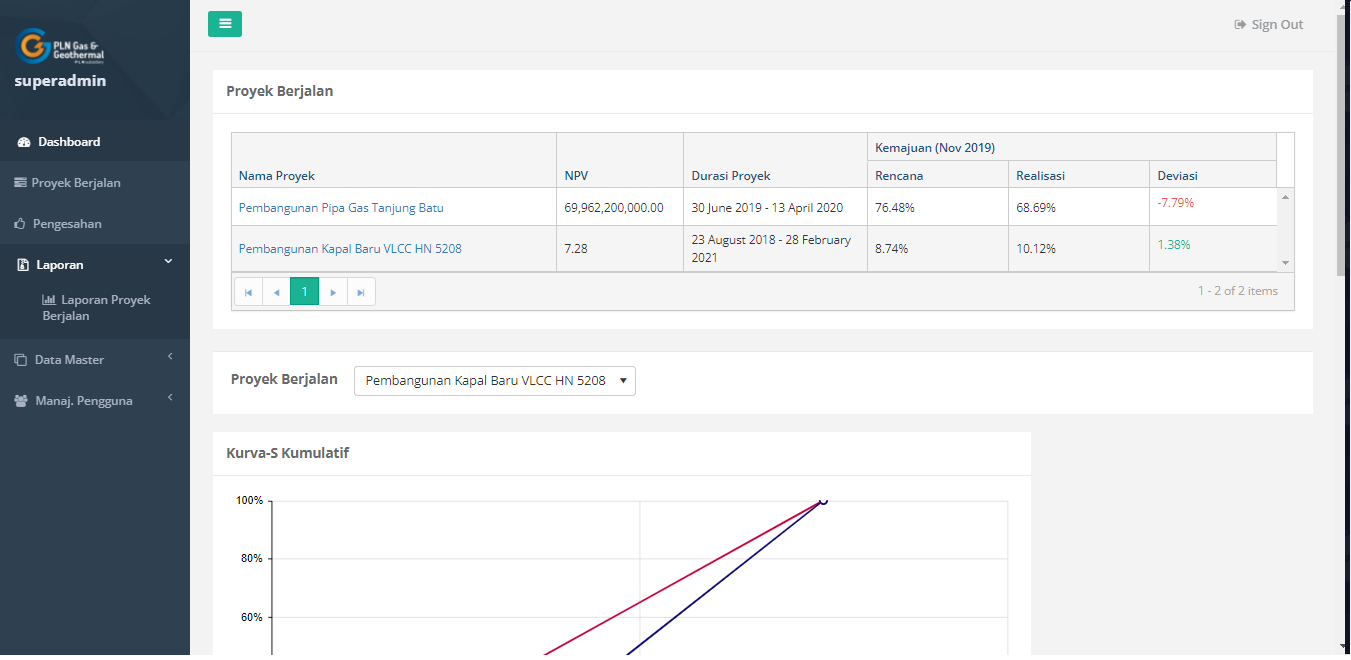 PLN Gas &
Geothermal
superadmin
Dashboard
Proyek Berjalan
Pengesahan
Laporan
Laporan Proyek
Berjalan
Data Master
Manaj. Pengguna
Sign Out
Proyek Berjalan
Kemajuan (Nov 2019)
Nama Proyek NPV Durasi Proyek Rencana Realisasi Deviasi
Pembangunan Pipa Gas Tanjung Batu 69,962,200,000.00 30 June 2019 - 13 April 2020 76.48% 68.69% -7.79%
Pembangunan Kapal Baru VLCC HN 5208 7.28 23 August 2018 - 28 February 8.74% 10.12% 1.38%
2021
1
1 - 2 of 2 items
Proyek Berjalan Pembangunan Kapal Baru VLCC HN 5208
Kurva-S Kumulatif
100%
80%
60%